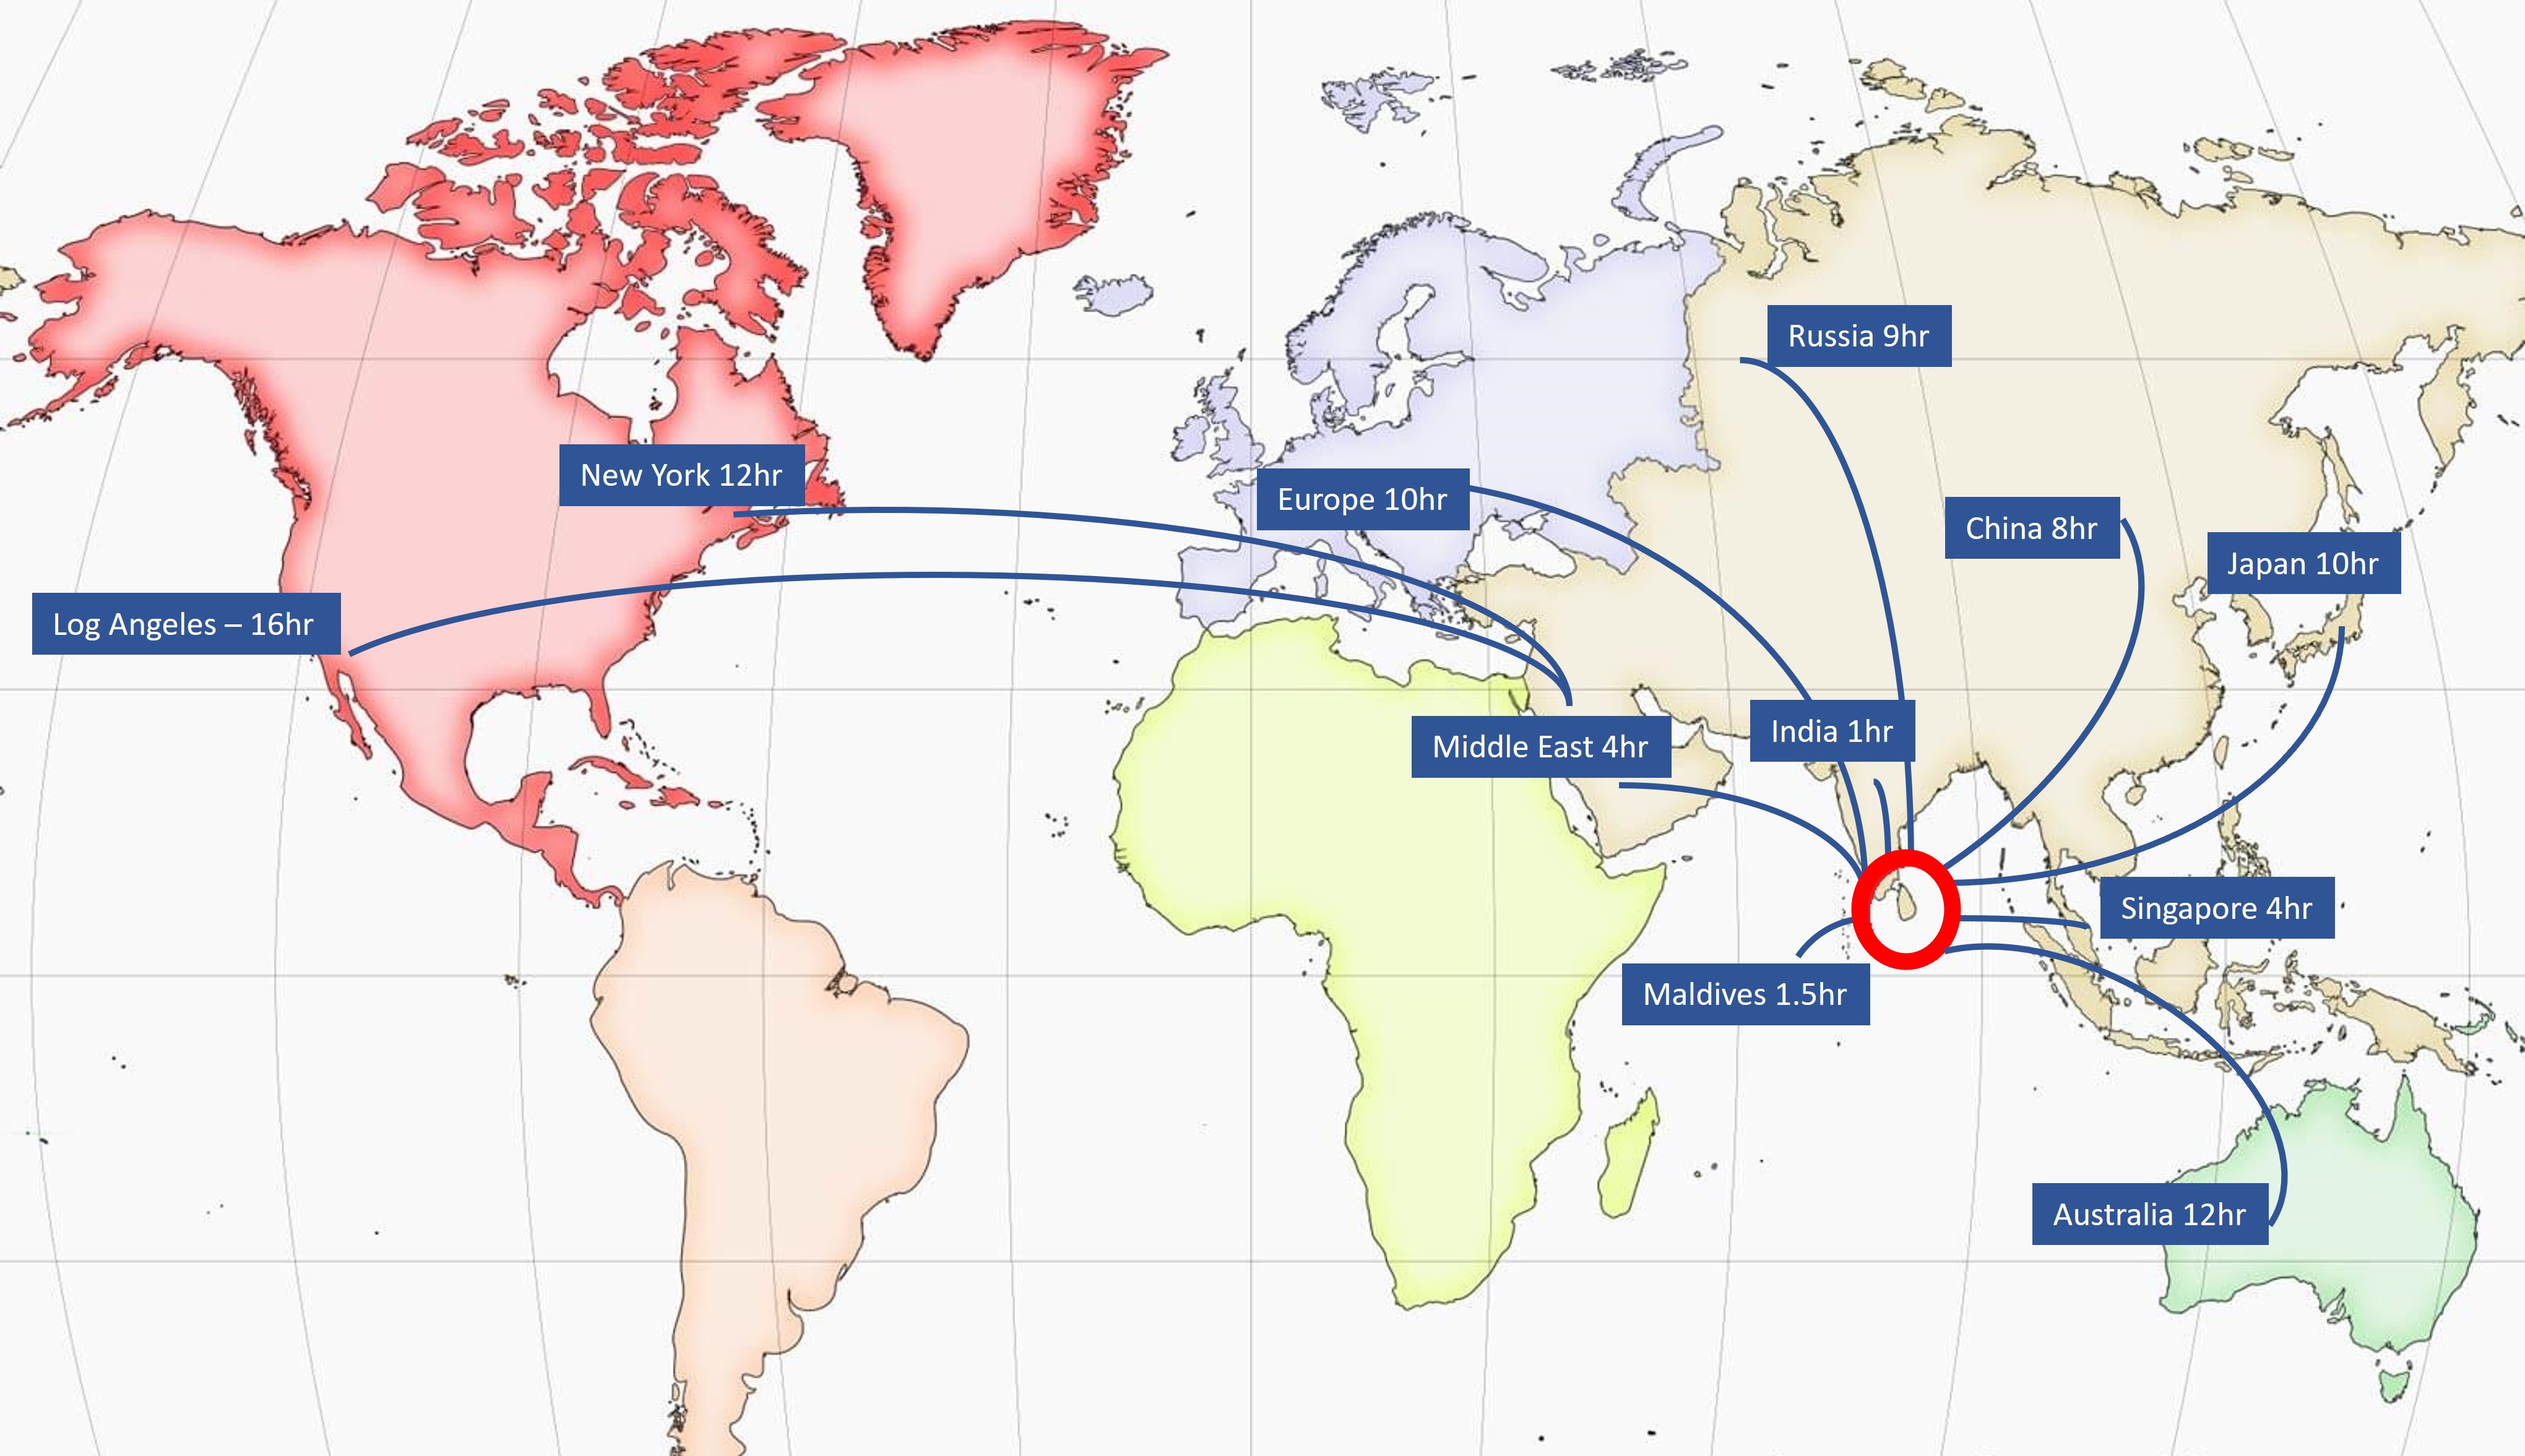 Russia 9hr
New York 12hr
Europe 10hr
China 8hr
Japan 10hr
Log Angeles – 16hr
India 1hr
Middle East 4hr
Singapore 4hr
Maldives 1.5hr
Australia 12hr